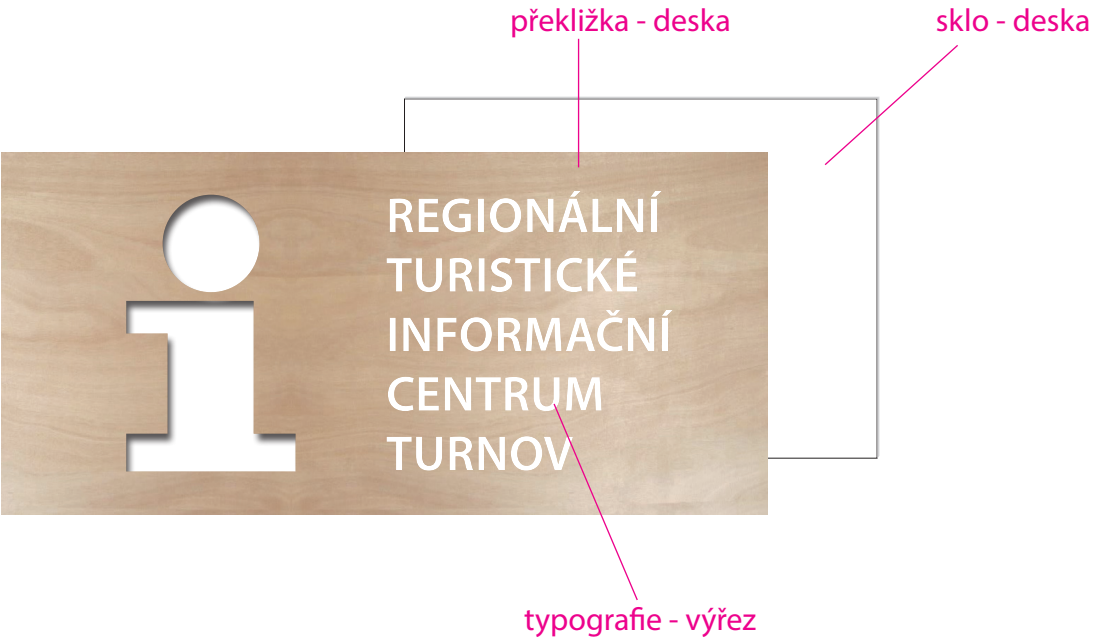 překližka - deska
sklo - deska
i
REGIONÁLNÍ
TURISTICKÉ
INFORMAČNÍ
CENTRUM
TURNOV
typografie - výřez